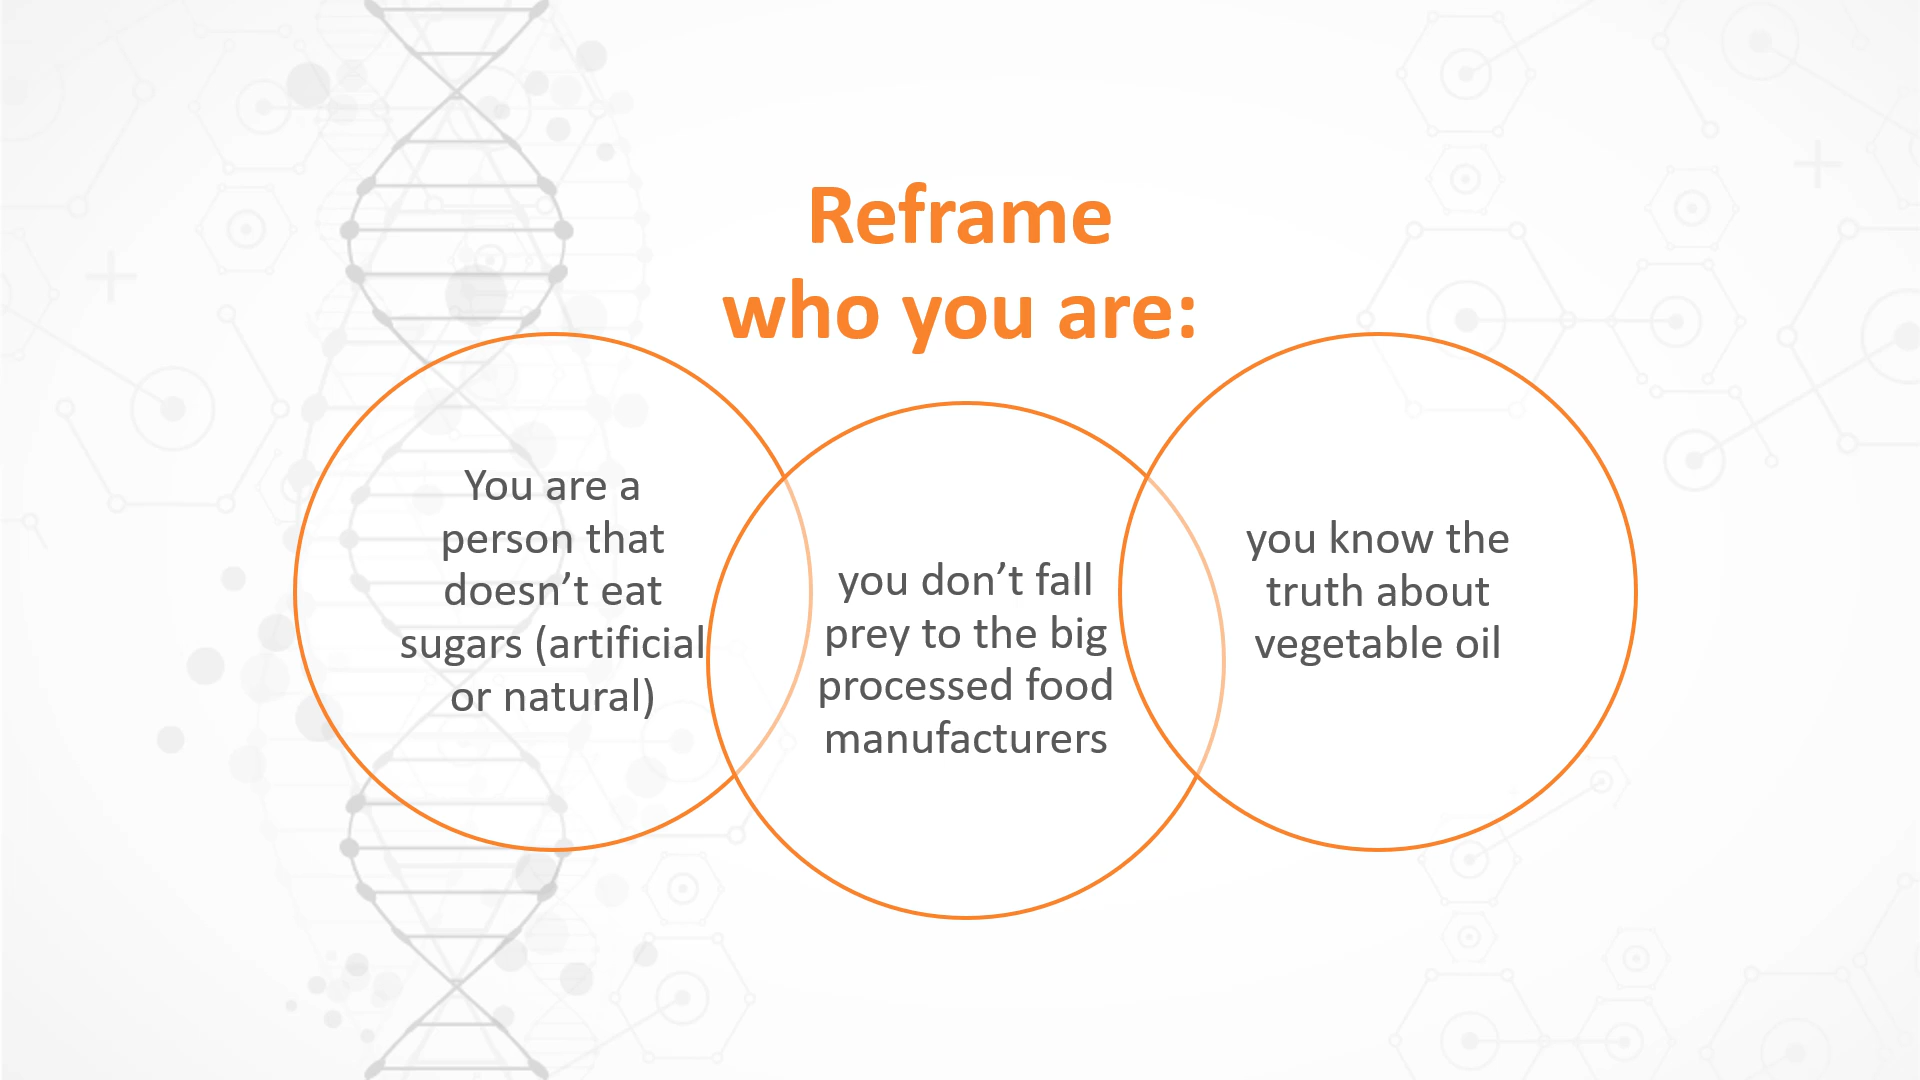 Reframe
who you are:
You are a
person that
doesn’t eat
sugars (artificial
or natural)
you don’t fall
prey to the big
processed food
manufacturers
you know the
truth about
vegetable oil